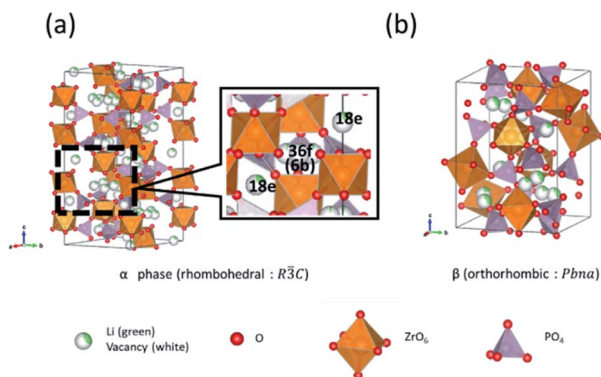 (a)
(b)
18e
36f
(6b)
18e
c
a
b
c
b
α phase (rhombohedral : R3̄C)
β (orthorhombic : Pbna)
Li (green)
Vacancy (white)
O
ZrO₆
PO₄